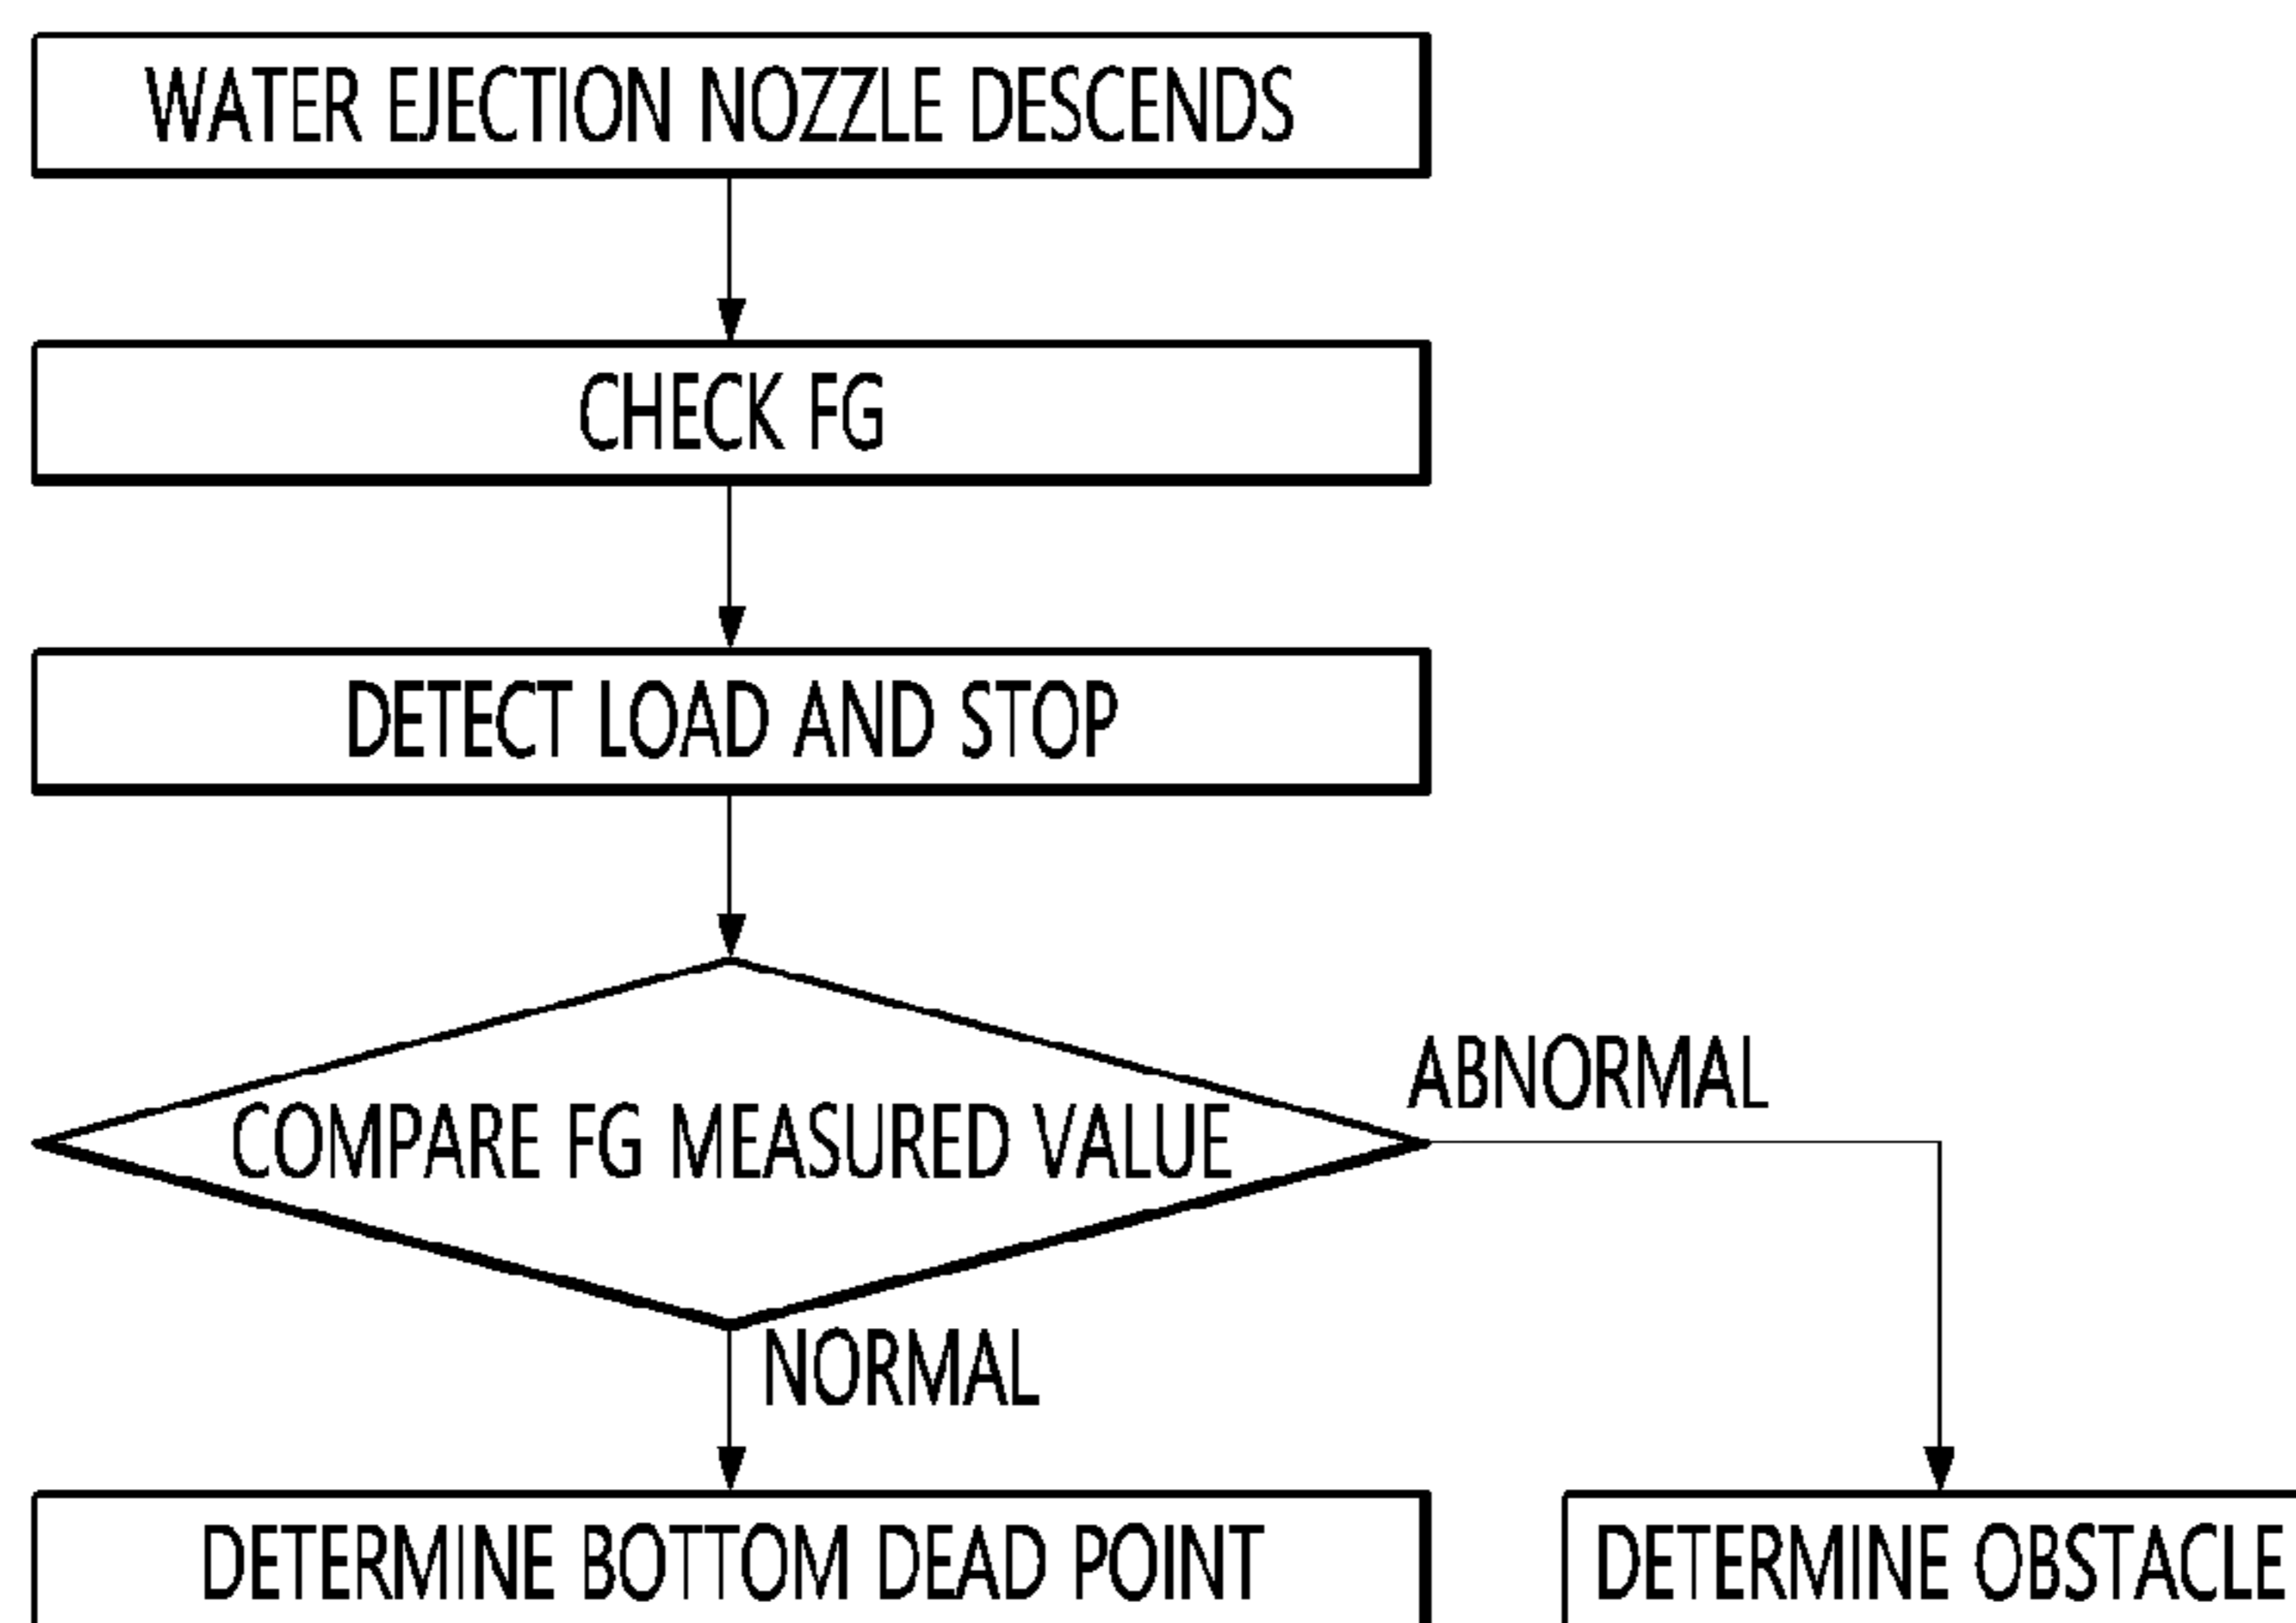 WATER EJECTION NOZZLE DESCENDS
CHECK FG
DETECT LOAD AND STOP
COMPARE FG MEASURED VALUE
ABNORMAL
NORMAL
DETERMINE BOTTOM DEAD POINT
DETERMINE OBSTACLE